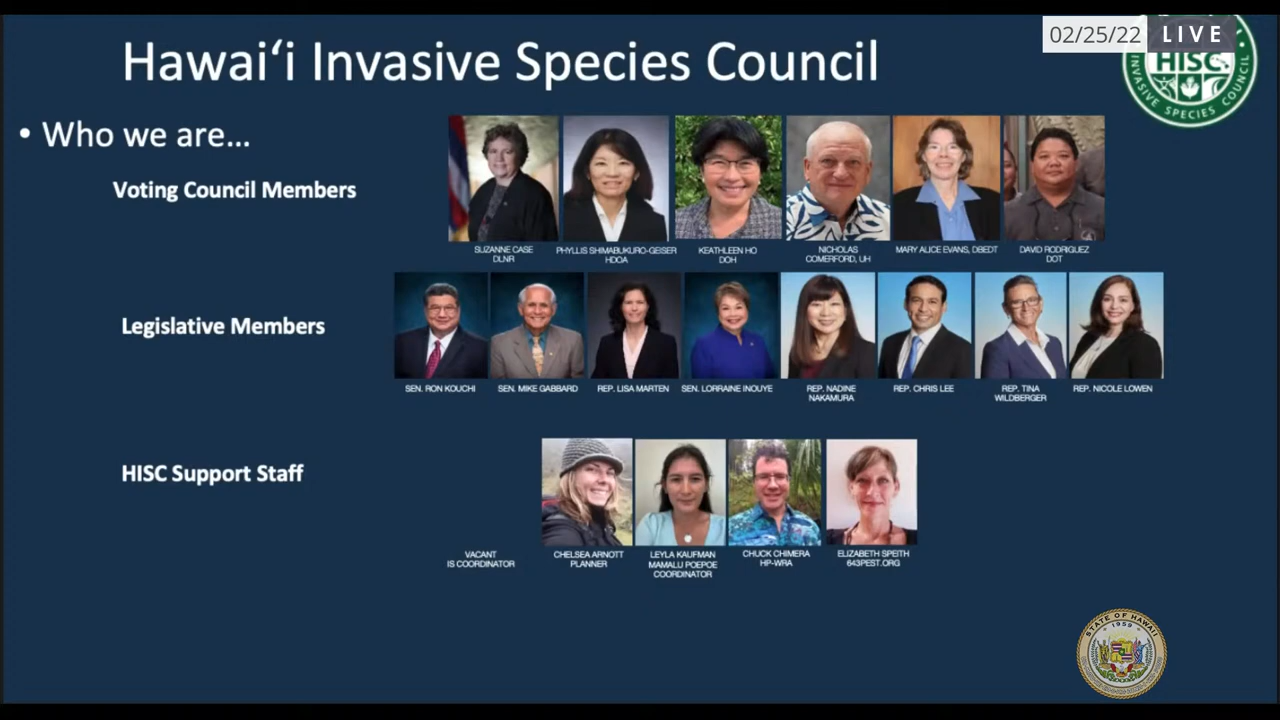 02/25/22 LIVE
Hawaiʻi Invasive Species Council
HISC
INVASIVE SPECIES COUNCIL
• Who we are…
Voting Council Members
SUZANNE CASE
DLNR
PHYLLIS SHIMABUKURO-GEISER
HDOA
KEATHLEEN HO
DOH
NICHOLAS
COMERFORD, UH
MARY ALICE EVANS, DBEDT
DAVID RODRIGUEZ
DOT
Legislative Members
SEN. RON KOUCHI
SEN. MIKE GABBARD
REP. LISA MARTEN
SEN. LORRAINE INOUYE
REP. NADINE
NAKAMURA
REP. CHRIS LEE
REP. TINA
WILDBERGER
REP. NICOLE LOWEN
HISC Support Staff
VACANT
IS COORDINATOR
CHELSEA ARNOTT
PLANNER
LEYLA KAUFMAN
MAMALU POEPOE
COORDINATOR
CHUCK CHIMERA
HP-WRA
ELIZABETH SPEITH
643PEST.ORG
STATE OF HAWAII
1959